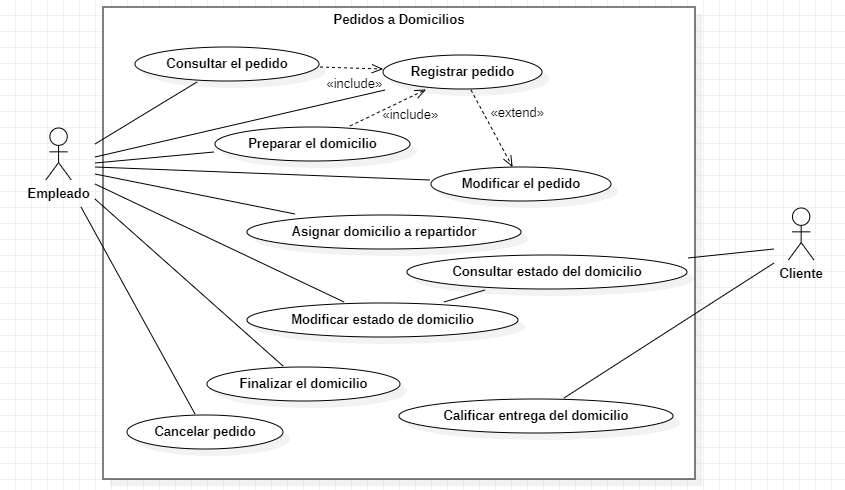 Pedidos a Domicilios
Consultar el pedido
Registrar pedido
«include»
«include»
«extend»
Preparar el domicilio
Modificar el pedido
Empleado
Asignar domicilio a repartidor
Consultar estado del domicilio
Cliente
Modificar estado de domicilio
Finalizar el domicilio
Calificar entrega del domicilio
Cancelar pedido